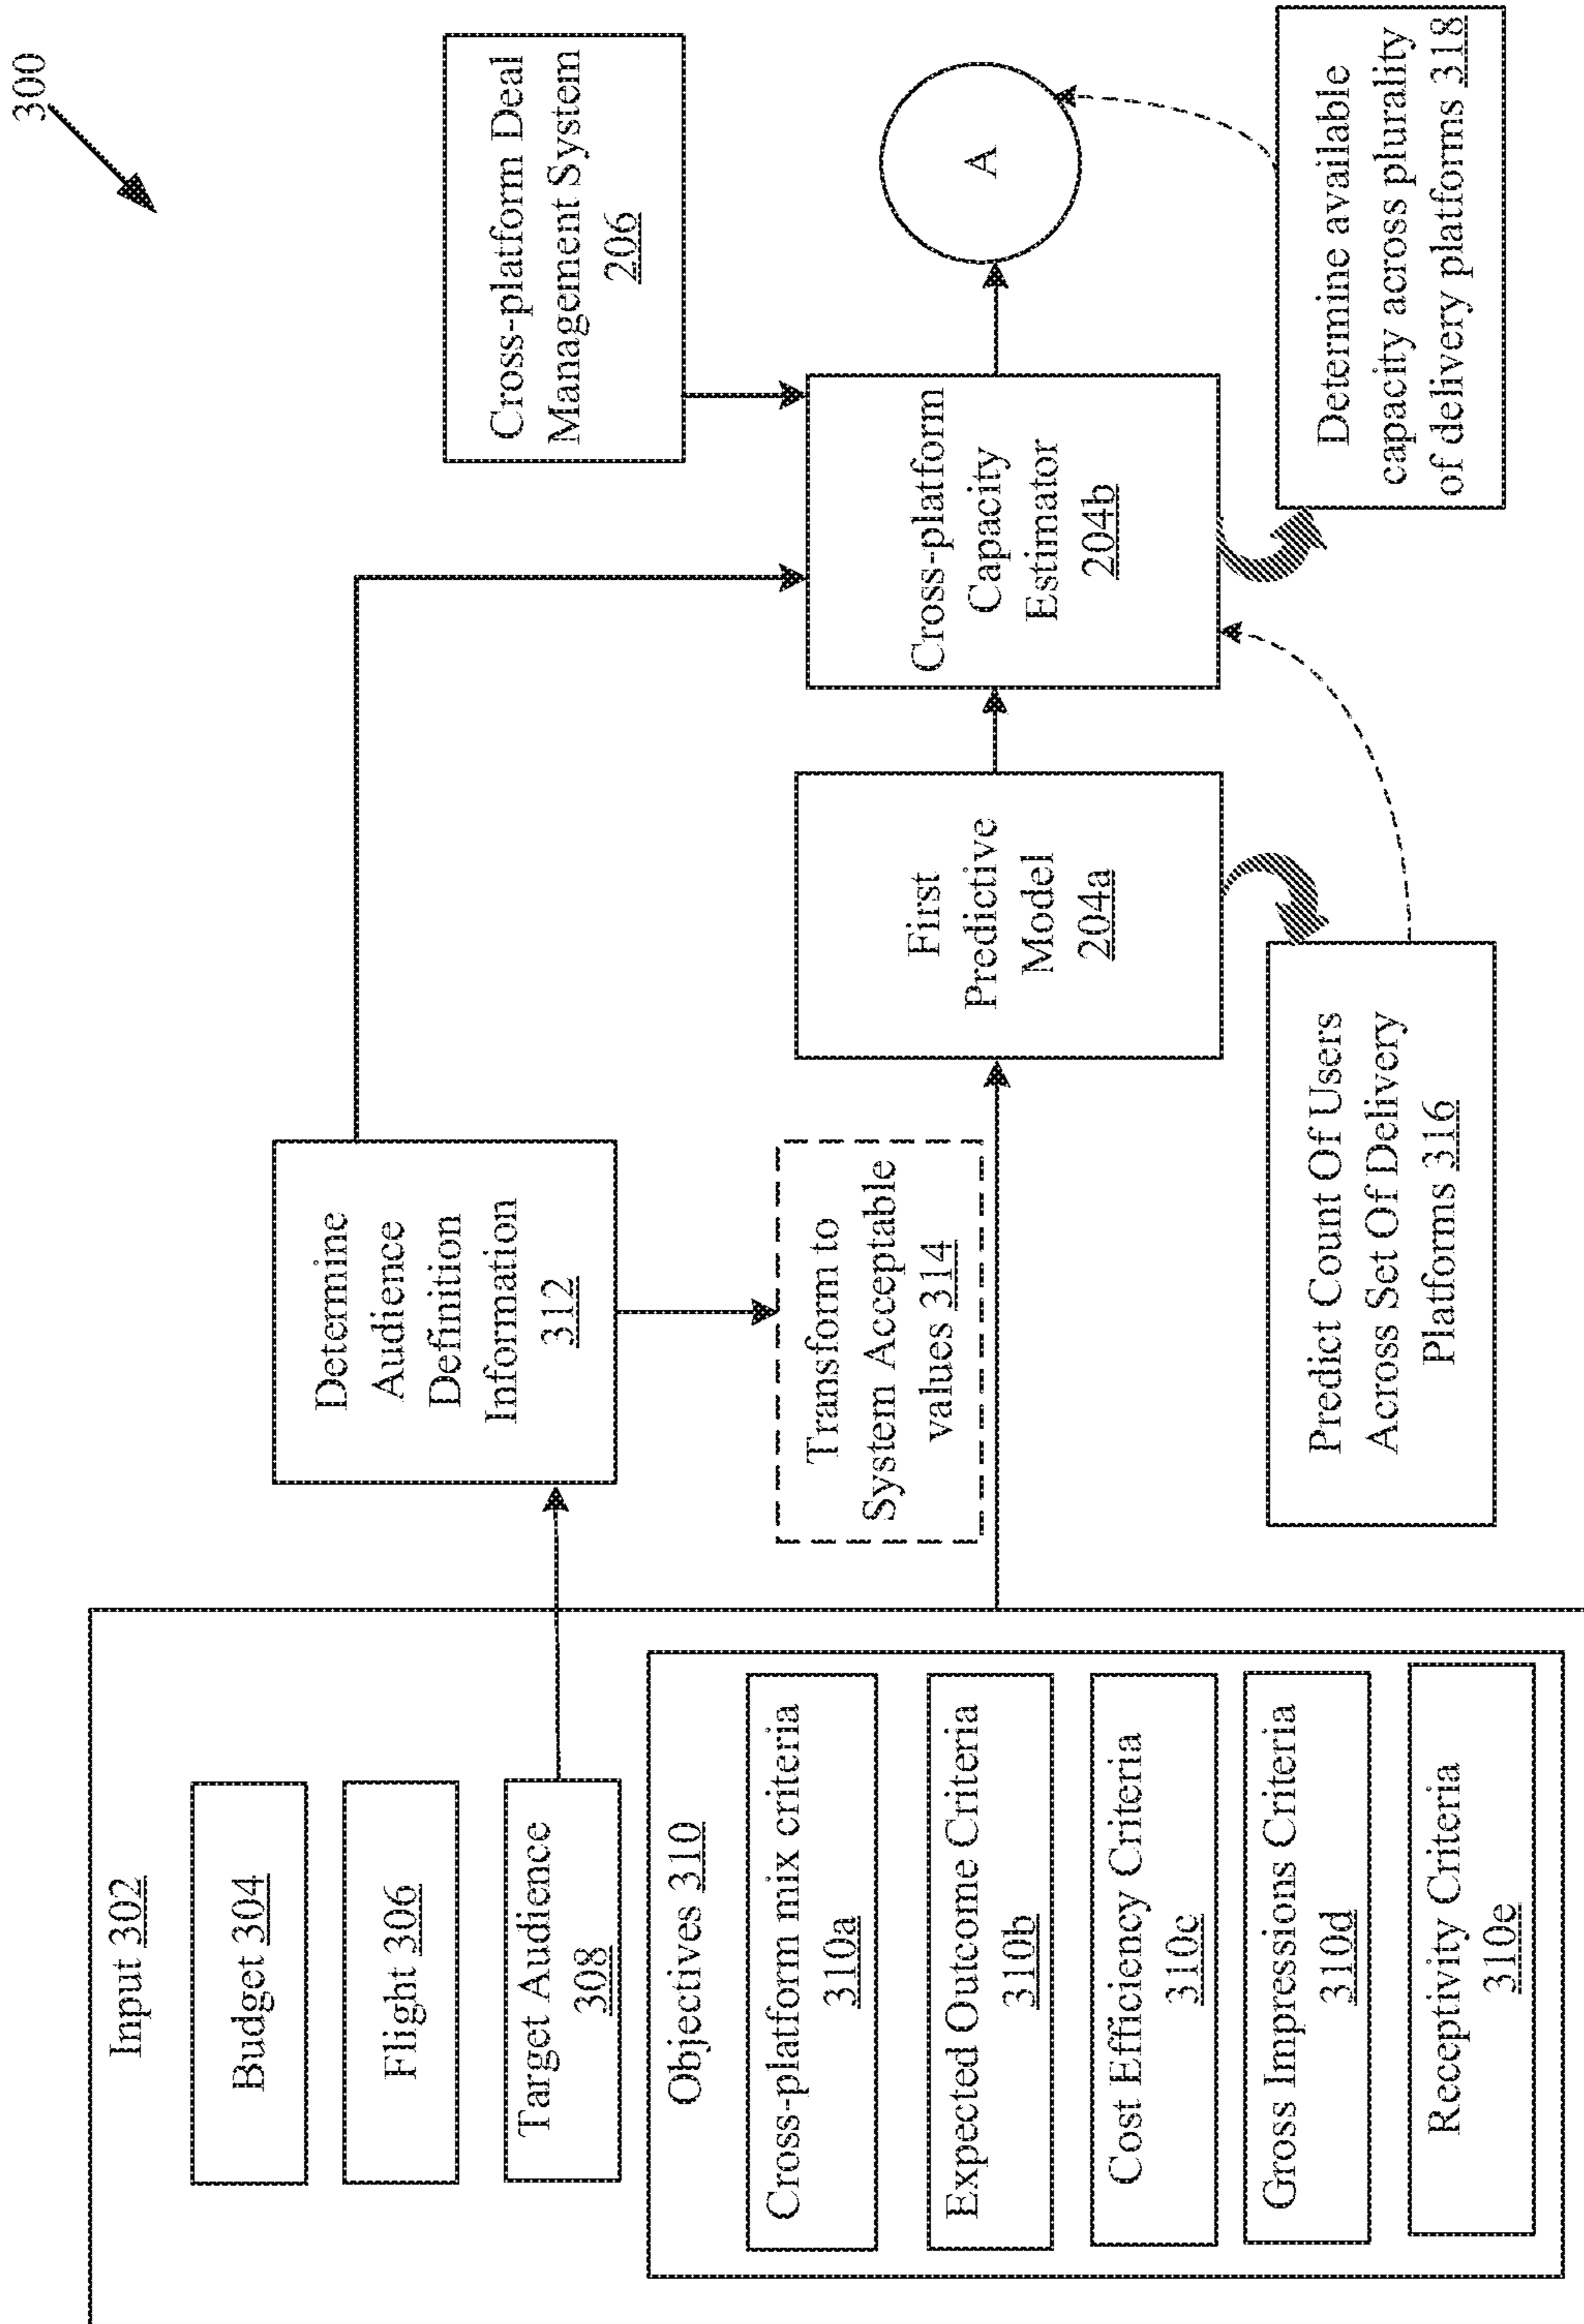 300
Input 302
Budget 304
Flight 306
Target Audience
308
Objectives 310
Cross-platform mix criteria
310a
Expected Outcome Criteria
310b
Cost Efficiency Criteria
310c
Gross Impressions Criteria
310d
Receptivity Criteria
310e
Determine
Audience
Definition
Information
312
Transform to
System Acceptable
values 314
First
Predictive
Model
204a
Predict Count Of Users
Across Set Of Delivery
Platforms 316
Cross-platform Deal
Management System
206
Cross-platform
Capacity
Estimator
204b
A
Determine available
capacity across plurality
of delivery platforms 318